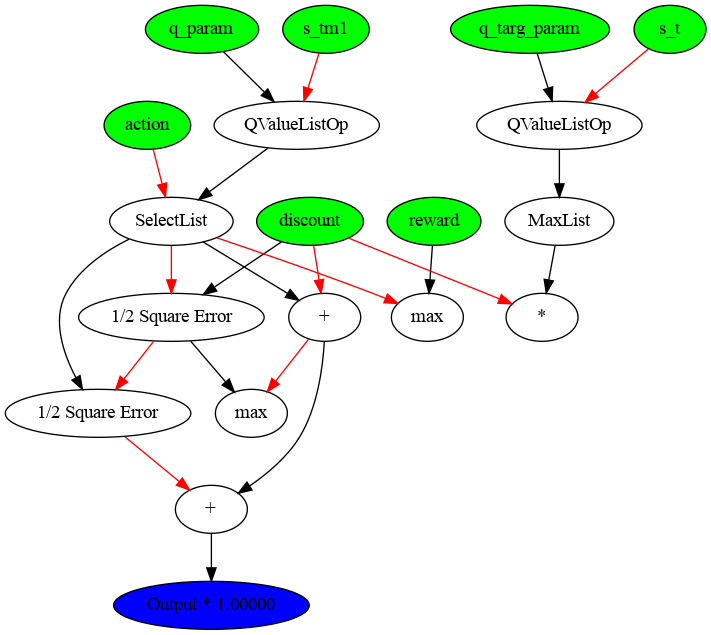 q_param
s_tm1
q_targ_param
s_t
action
QValueListOp
QValueListOp
SelectList
discount
reward
MaxList
1/2 Square Error
+
max
*
1/2 Square Error
max
+
Output * 1.00000